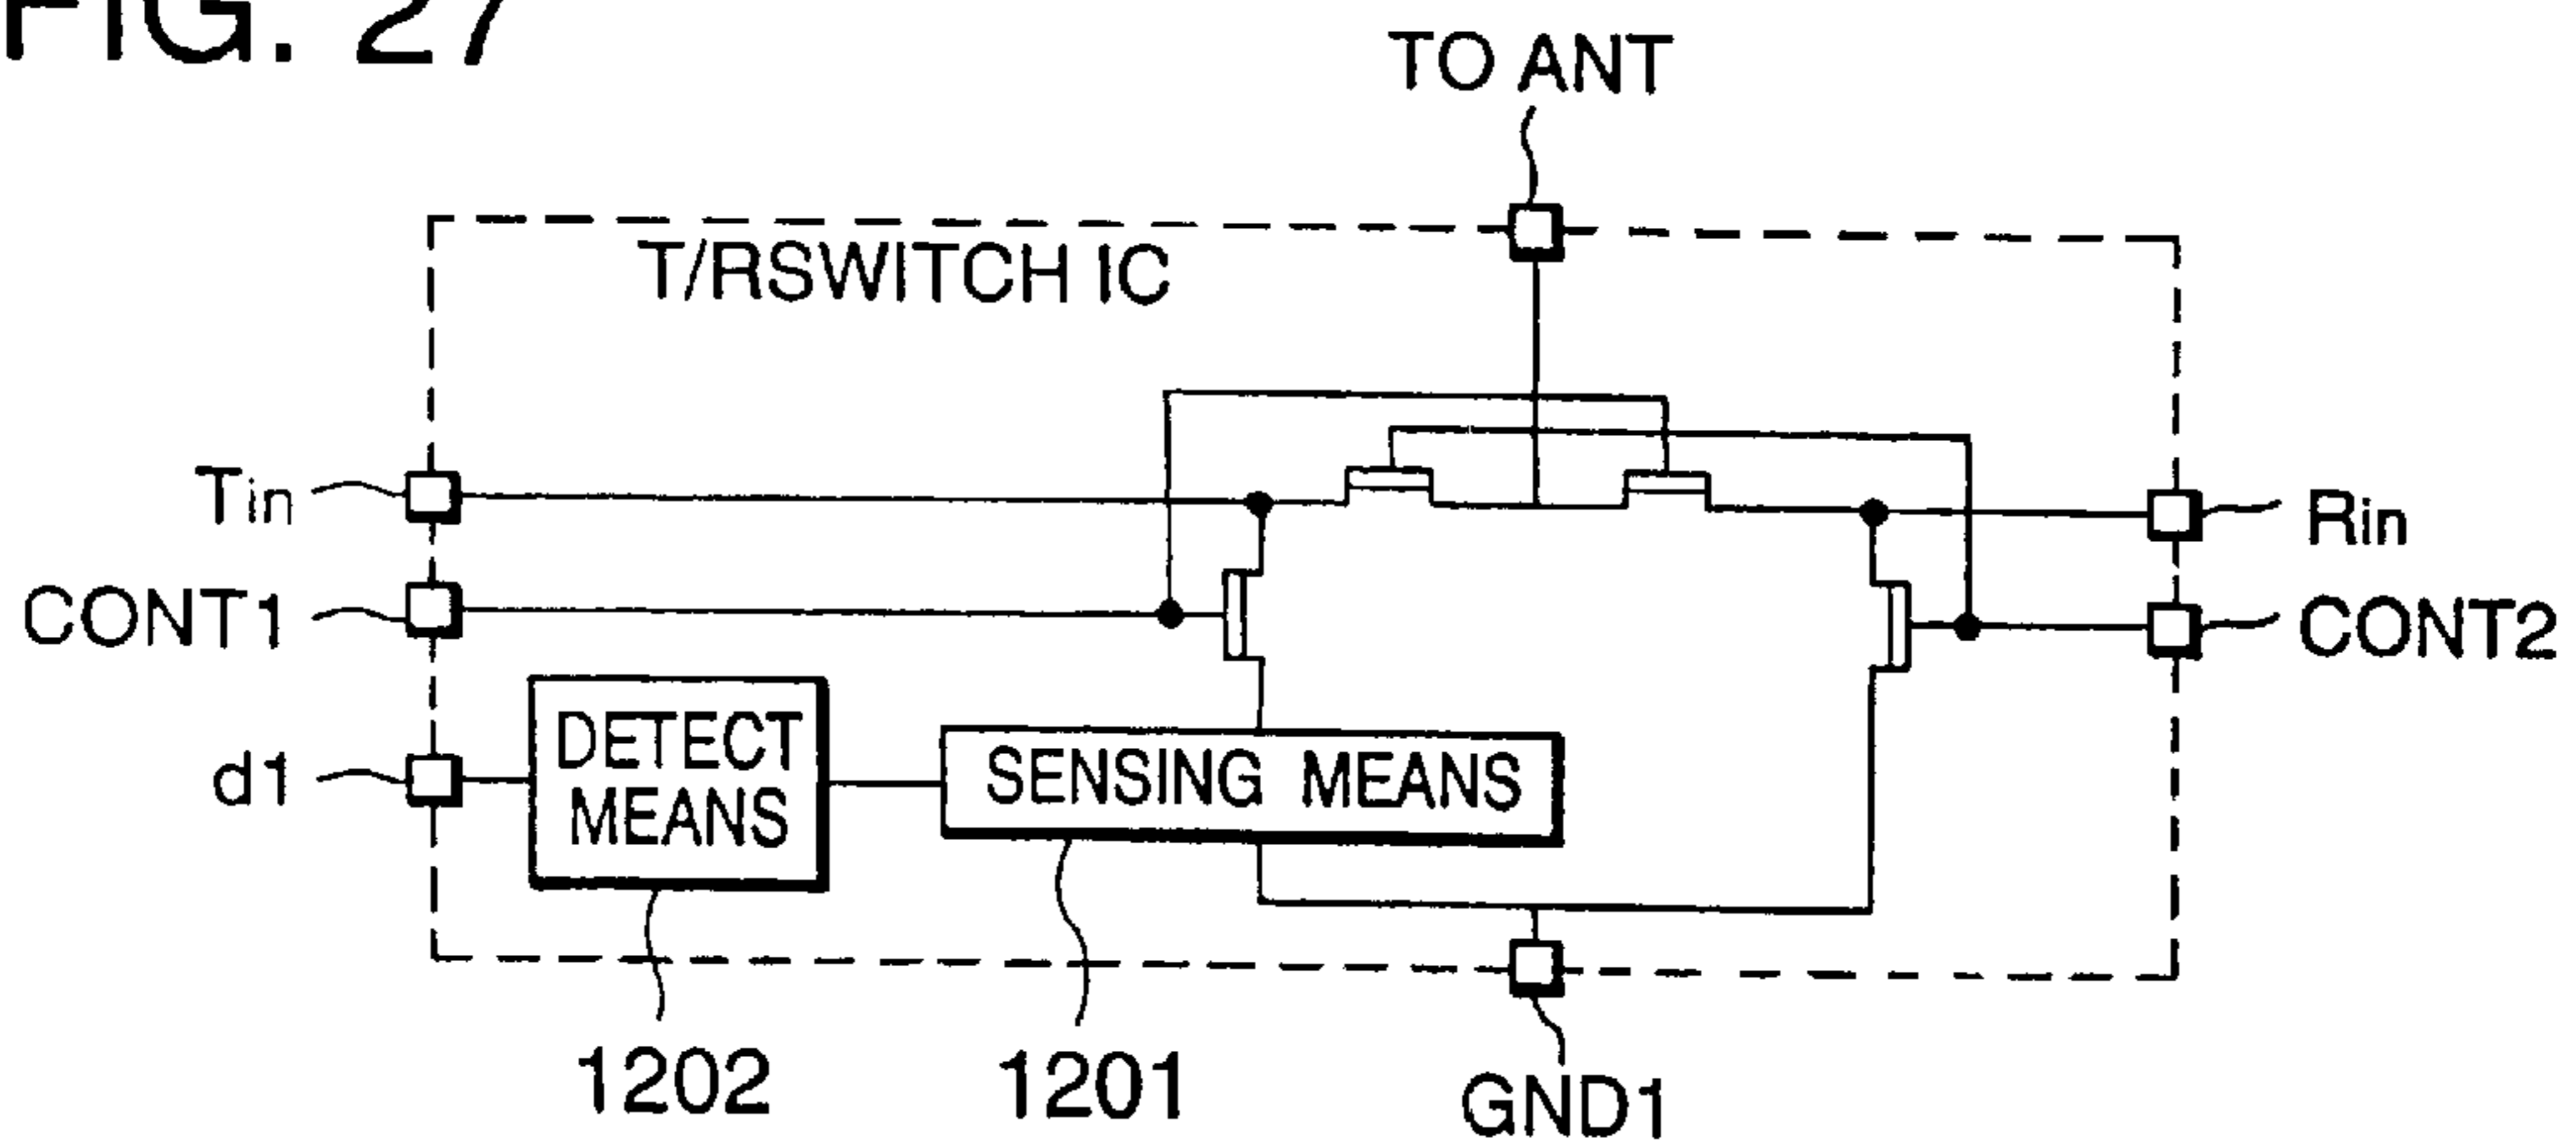 FIG. 27
TO ANT
T/RSWITCH IC
Tin
Rin
CONT1
CONT2
d1
DETECT
MEANS
SENSING MEANS
1202
1201
GND1